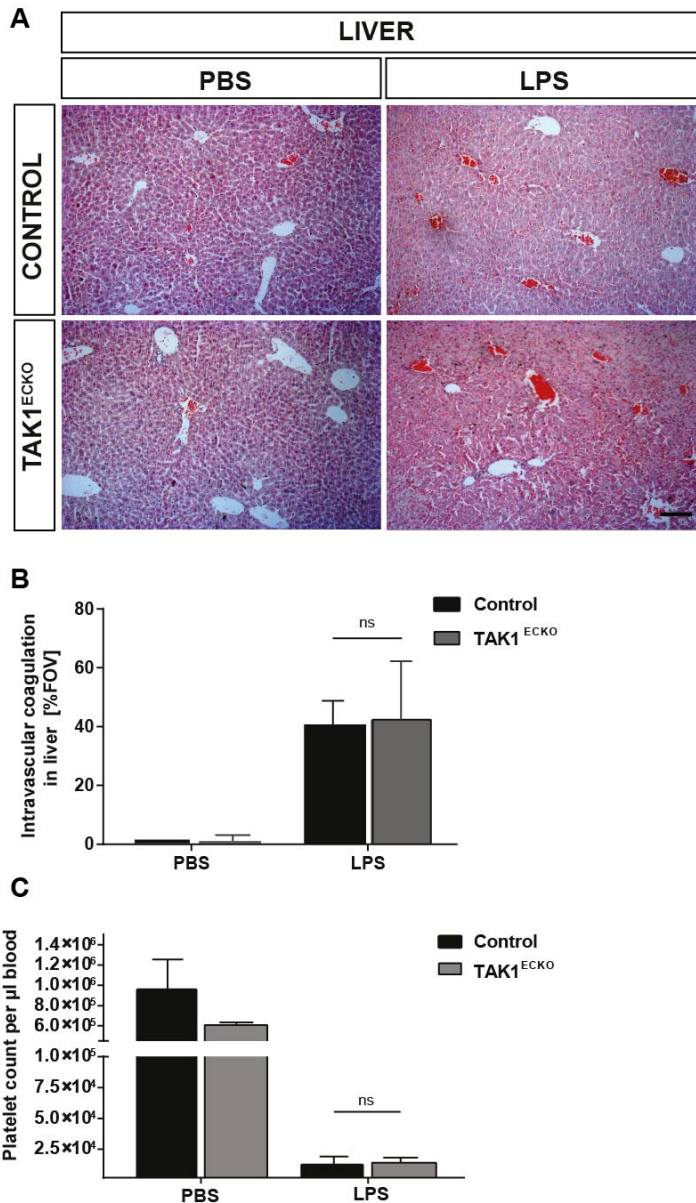 A
LIVER
PBS
LPS
CONTROL
TAK1ᴱᶜᴷᴼ
B
Intravascular coagulation
in liver [%FOV]
80
60
40
20
0
ns
Control
TAK1 ᴱᶜᴷᴼ
PBS
LPS
C
Platelet count per µl blood
1.4×10⁶
1.2×10⁶
1.0×10⁶
8.0×10⁵
6.0×10⁵
1.0×10⁵
7.5×10⁴
5.0×10⁴
2.5×10⁴
ns
Control
TAK1ᴱᶜᴷᴼ
PBS
LPS